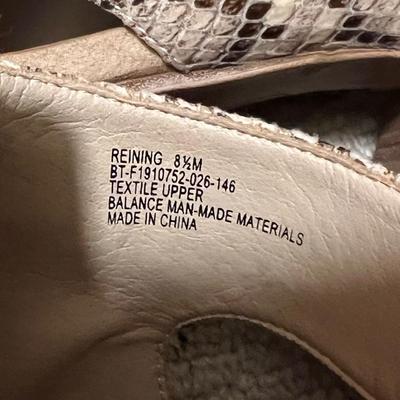 REINING 8½M
BT-F1910752-026-146
TEXTILE UPPER
BALANCE MAN-MADE MATERIALS
MADE IN CHINA